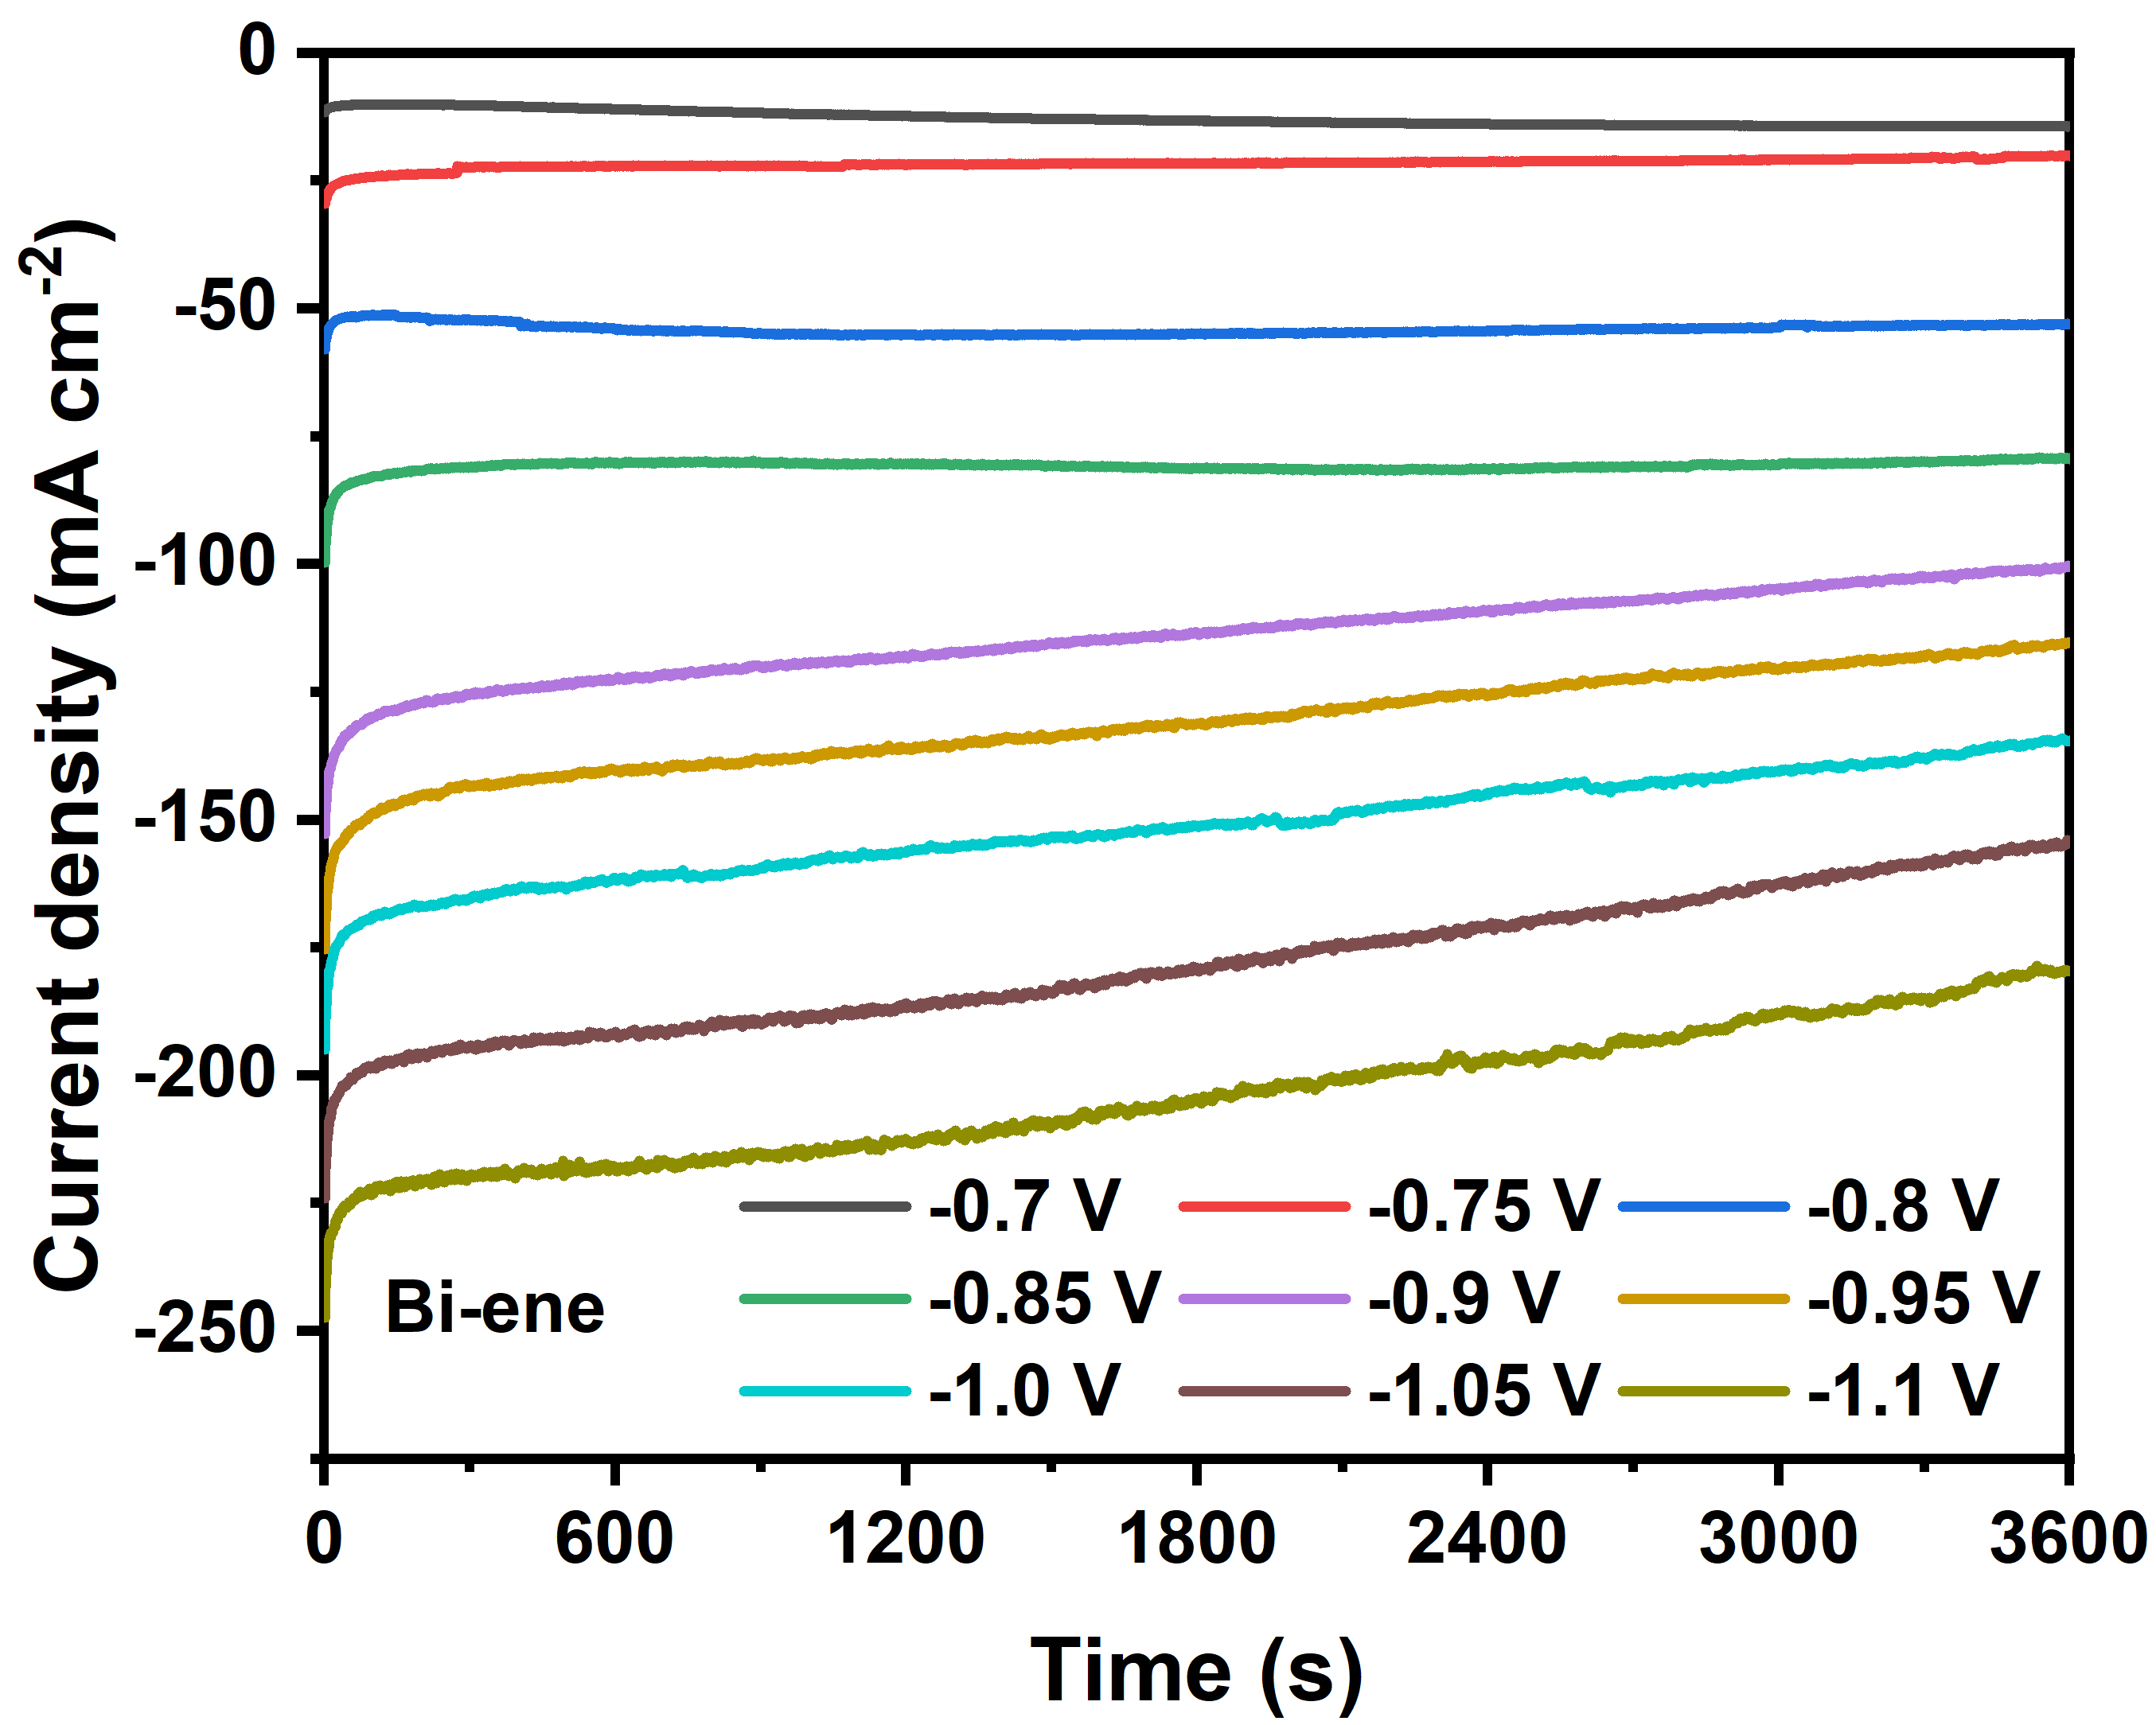 Current density (mA cm⁻²)
0
-50
-100
-150
-200
-250
Bi-ene
-0.7 V -0.75 V -0.8 V
-0.85 V -0.9 V -0.95 V
-1.0 V -1.05 V -1.1 V
0 600 1200 1800 2400 3000 3600
Time (s)